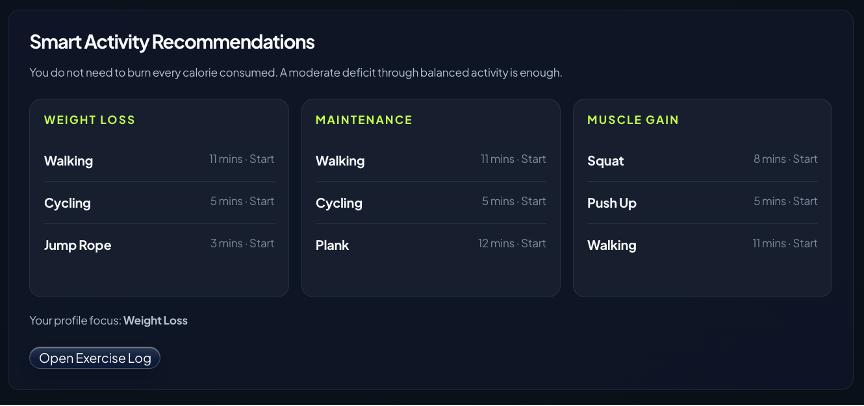 Smart Activity Recommendations
You do not need to burn every calorie consumed. A moderate deficit through balanced activity is enough.
WEIGHT LOSS
Walking 11 mins · Start
Cycling 5 mins · Start
Jump Rope 3 mins · Start
MAINTENANCE
Walking 11 mins · Start
Cycling 5 mins · Start
Plank 12 mins · Start
MUSCLE GAIN
Squat 8 mins · Start
Push Up 5 mins · Start
Walking 11 mins · Start
Your profile focus: Weight Loss
Open Exercise Log